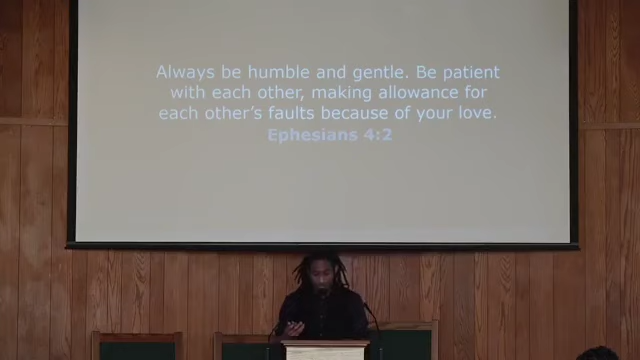 Always be humble and gentle. Be patient
with each other, making allowance for
each other's faults because of your love.
Ephesians 4:2